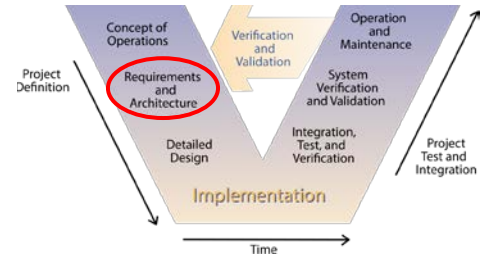 Concept of
Operations
Verification
and
Validation
Operation
and
Maintenance
Project
Definition
Requirements
and
Architecture
System
Verification
and Validation
Detailed
Design
Integration,
Test, and
Verification
Project
Test and
Integration
Implementation
Time